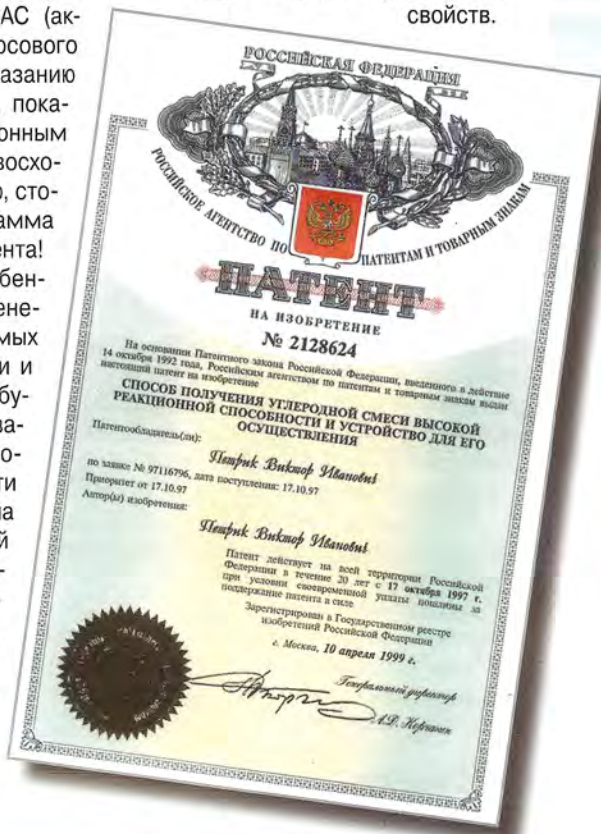 АС (ак-
осового
азанию
пока-
онным
восхо-
о, сто-
амма
ента!
бен-
ене-
мых
и и
бу-
ва-
о-
сти
на
й
-
свойств.
РОССИЙСКАЯ ФЕДЕРАЦИЯ
РОССИЙСКОЕ АГЕНТСТВО ПО ПАТЕНТАМ И ТОВАРНЫМ ЗНАКАМ
ПАТЕНТ
НА ИЗОБРЕТЕНИЕ
№ 2128624
На основании Патентного закона Российской Федерации, введенного в действие
14 октября 1992 года, Российским агентством по патентам и товарным знакам выдан
настоящий патент на изобретение
СПОСОБ ПОЛУЧЕНИЯ УГЛЕРОДНОЙ СМЕСИ ВЫСОКОЙ
РЕАКЦИОННОЙ СПОСОБНОСТИ И УСТРОЙСТВО ДЛЯ ЕГО
ОСУЩЕСТВЛЕНИЯ
Патентообладатель(ли):
Петрик Виктор Иванович
по заявке № 97116796, дата поступления: 17.10.97
Приоритет от 17.10.97
Автор(ы) изобретения:
Петрик Виктор Иванович
Патент действует на всей территории Российской
Федерации в течение 20 лет с 17 октября 1997 г.
при условии своевременной уплаты пошлины за
поддержание патента в силе
Зарегистрирован в Государственном реестре
изобретений Российской Федерации
г. Москва, 10 апреля 1999 г.
Генеральный директор
А.Д. Корчагин